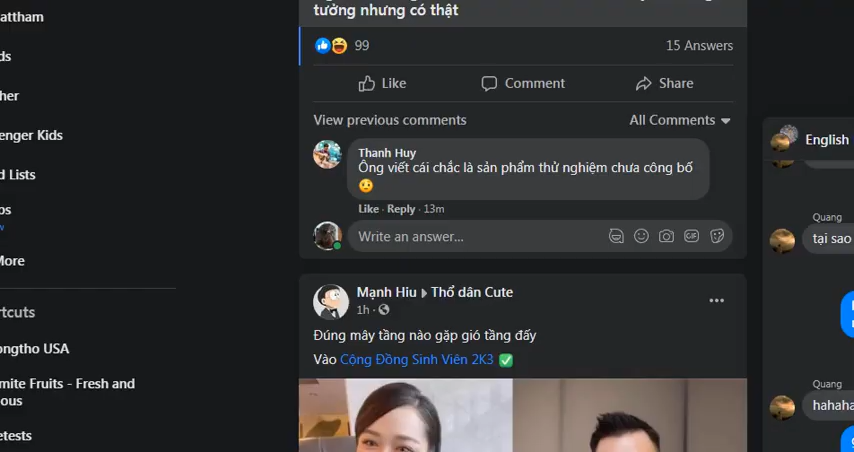 attham
ds
her
enger Kids
d Lists
ps
w
More
rtcuts
ongtho USA
mite Fruits - Fresh and
ous
etests
tưởng nhưng có thật
99
15 Answers
Like
Comment
Share
View previous comments
All Comments
Thanh Huy
Ông viết cái chắc là sản phẩm thử nghiệm chưa công bố
Like · Reply · 13m
Write an answer...
GIF
Mạnh Hiu ▸ Thổ dân Cute
1h ·
Đúng mây tầng nào gặp gió tầng đấy
Vào Cộng Đồng Sinh Viên 2K3 ✅
English
Quang
tại sao
Quang
hahaha